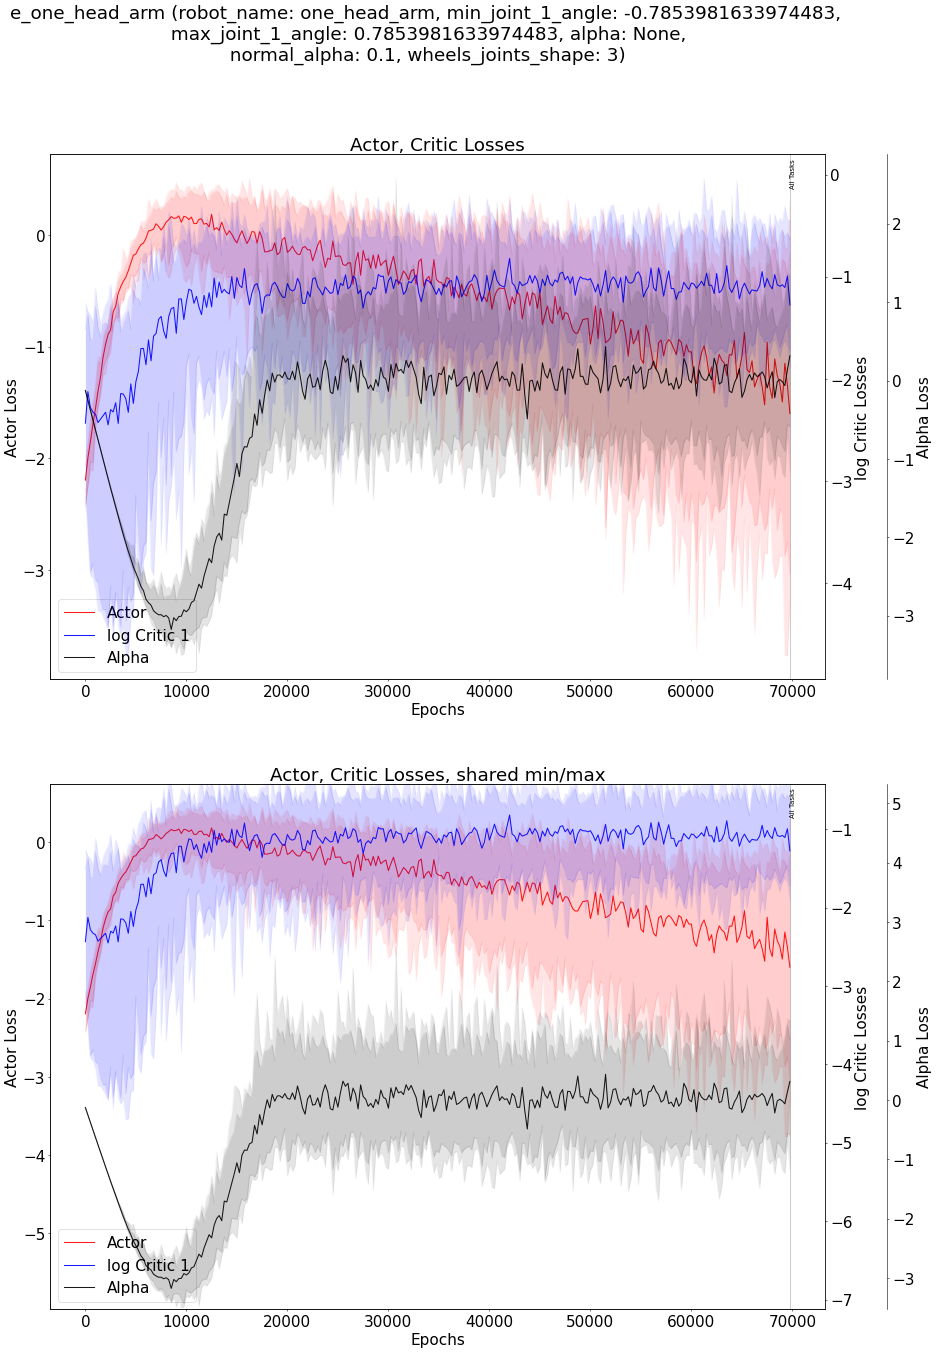 e_one_head_arm (robot_name: one_head_arm, min_joint_1_angle: -0.7853981633974483,
max_joint_1_angle: 0.7853981633974483, alpha: None,
normal_alpha: 0.1, wheels_joints_shape: 3)
Actor, Critic Losses
All Tasks
0
−1
−2
−3
Actor Loss
0
−1
−2
−3
−4
log Critic Losses
2
1
0
−1
−2
−3
Alpha Loss
Actor
log Critic 1
Alpha
0
10000
20000
30000
40000
50000
60000
70000
Epochs
Actor, Critic Losses, shared min/max
All Tasks
0
−1
−2
−3
−4
−5
Actor Loss
−1
−2
−3
−4
−5
−6
−7
log Critic Losses
5
4
3
2
1
0
−1
−2
−3
Alpha Loss
Actor
log Critic 1
Alpha
0
10000
20000
30000
40000
50000
60000
70000
Epochs